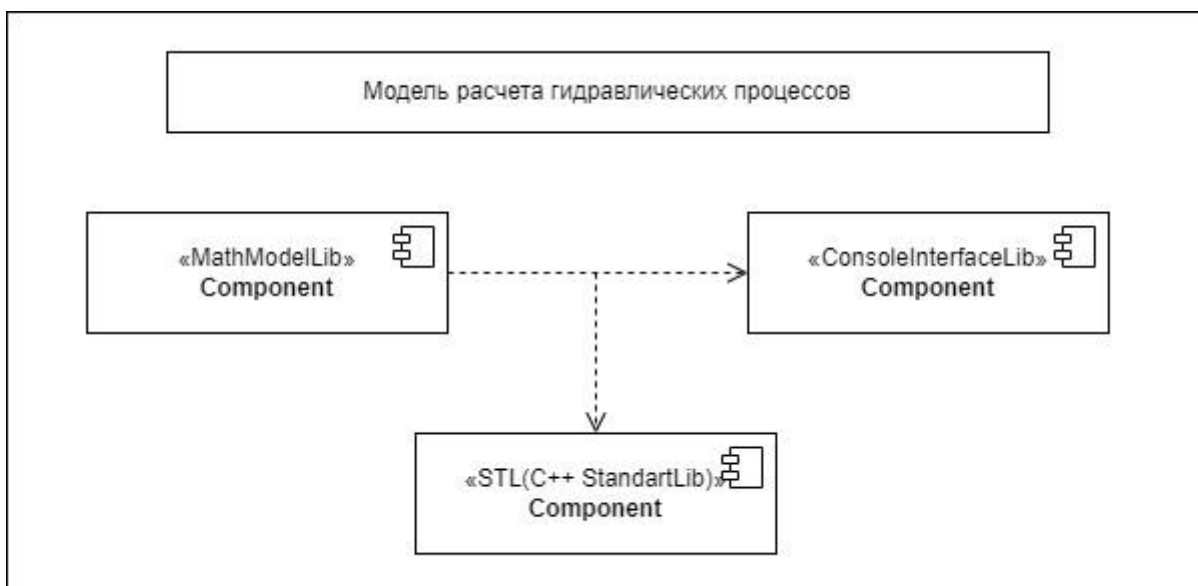 Модель расчета гидравлических процессов
«MathModelLib»
Component
«ConsoleInterfaceLib»
Component
«STL(C++ StandartLib)»
Component